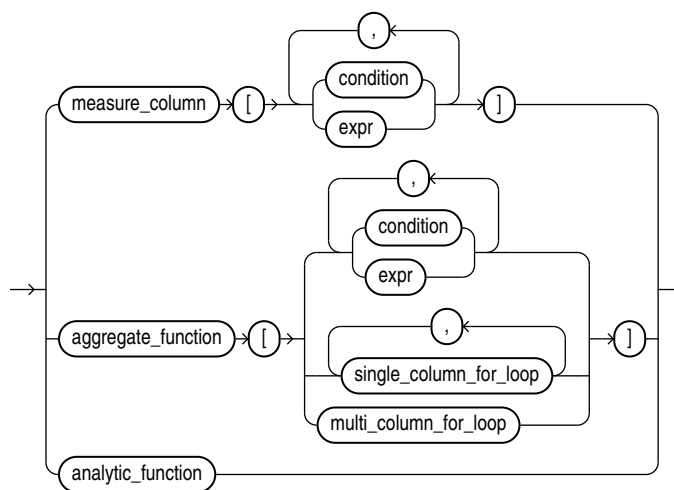 ,
condition
measure_column [ ]
expr
,
condition
expr
,
aggregate_function [ ]
single_column_for_loop
multi_column_for_loop
analytic_function